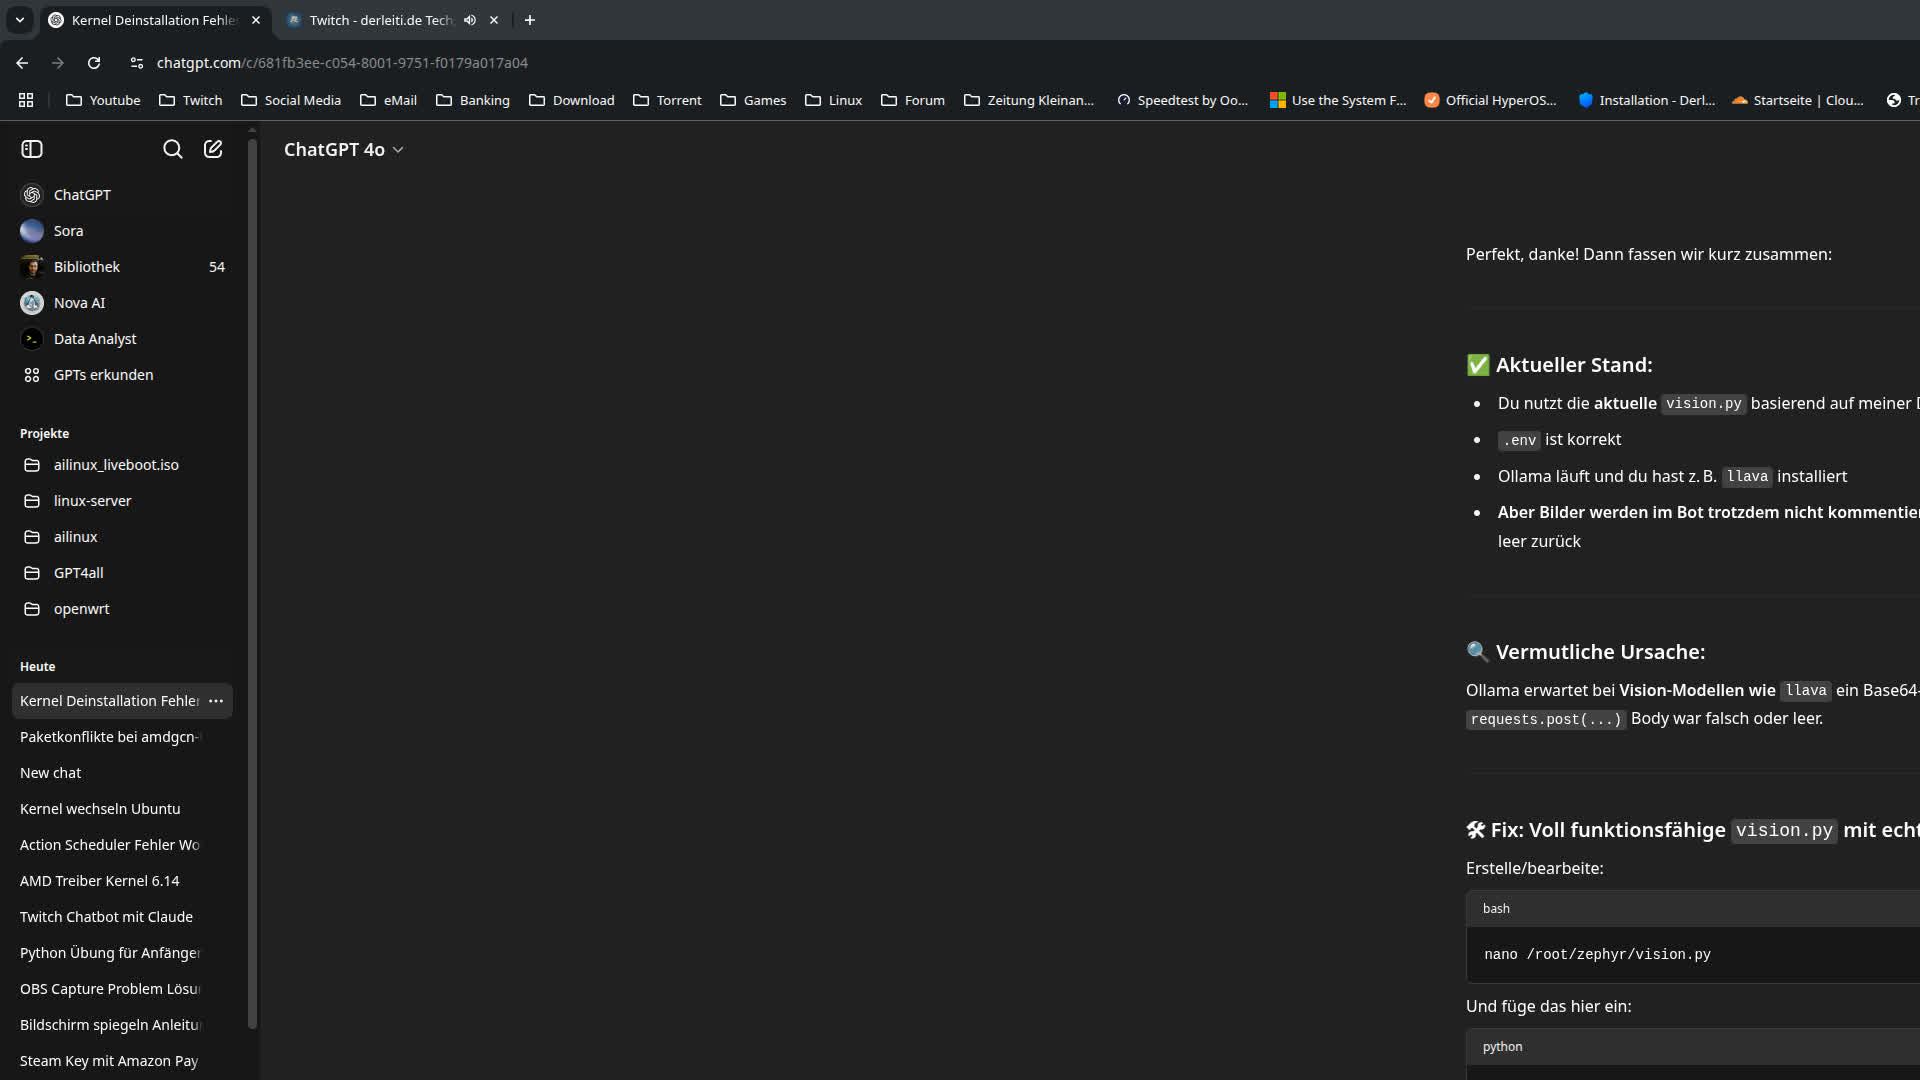 Kernel Deinstallation Fehle
Twitch - derleiti.de Tech
chatgpt.com/c/681fb3ee-c054-8001-9751-f0179a017a04
Youtube
Twitch
Social Media
eMail
Banking
Download
Torrent
Games
Linux
Forum
Zeitung Kleinan...
Speedtest by Oo...
Use the System F...
Official HyperOS...
Installation - Derl...
Startseite | Clou...
Tr
ChatGPT 4o
ChatGPT
Sora
Bibliothek 54
Nova AI
Data Analyst
GPTs erkunden
Projekte
ailinux_liveboot.iso
linux-server
ailinux
GPT4all
openwrt
Heute
Kernel Deinstallation Fehler
Paketkonflikte bei amdgcn-
New chat
Kernel wechseln Ubuntu
Action Scheduler Fehler Wo
AMD Treiber Kernel 6.14
Twitch Chatbot mit Claude
Python Übung für Anfänger
OBS Capture Problem Lösu
Bildschirm spiegeln Anleitu
Steam Key mit Amazon Pay
Perfekt, danke! Dann fassen wir kurz zusammen:
✅ Aktueller Stand:
• Du nutzt die aktuelle vision.py basierend auf meiner D
• .env ist korrekt
• Ollama läuft und du hast z. B. llava installiert
• Aber Bilder werden im Bot trotzdem nicht kommentier
leer zurück
🔍 Vermutliche Ursache:
Ollama erwartet bei Vision-Modellen wie llava ein Base64-
requests.post(...) Body war falsch oder leer.
🛠 Fix: Voll funktionsfähige vision.py mit echt
Erstelle/bearbeite:
bash
nano /root/zephyr/vision.py
Und füge das hier ein:
python